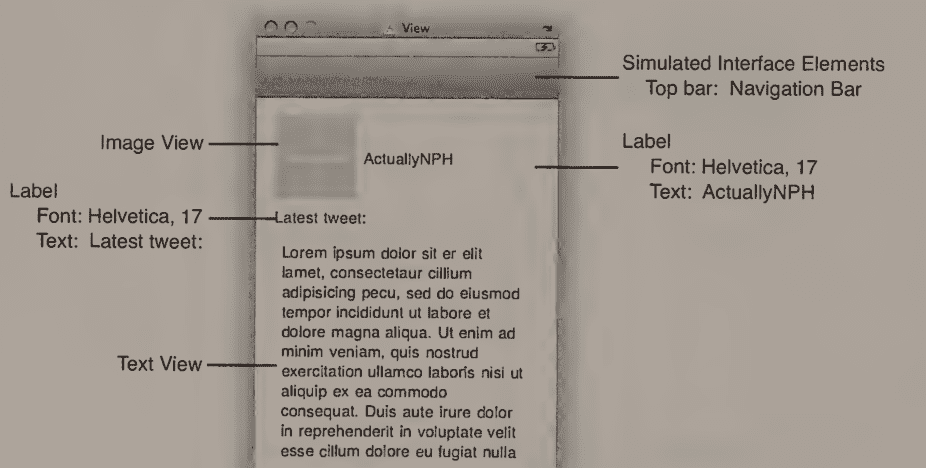 View
Simulated Interface Elements
Top bar: Navigation Bar
Image View
ActuallyNPH
Label
Font: Helvetica, 17
Text: ActuallyNPH
Label
Font: Helvetica, 17
Text: Latest tweet:
Latest tweet:
Lorem ipsum dolor sit er elit
lamet, consectetaur cillium
adipisicing pecu, sed do eiusmod
tempor incididunt ut labore et
dolore magna aliqua. Ut enim ad
minim veniam, quis nostrud
exercitation ullamco laboris nisi ut
aliquip ex ea commodo
consequat. Duis aute irure dolor
in reprehenderit in voluptate velit
esse cillum dolore eu fugiat nulla
Text View